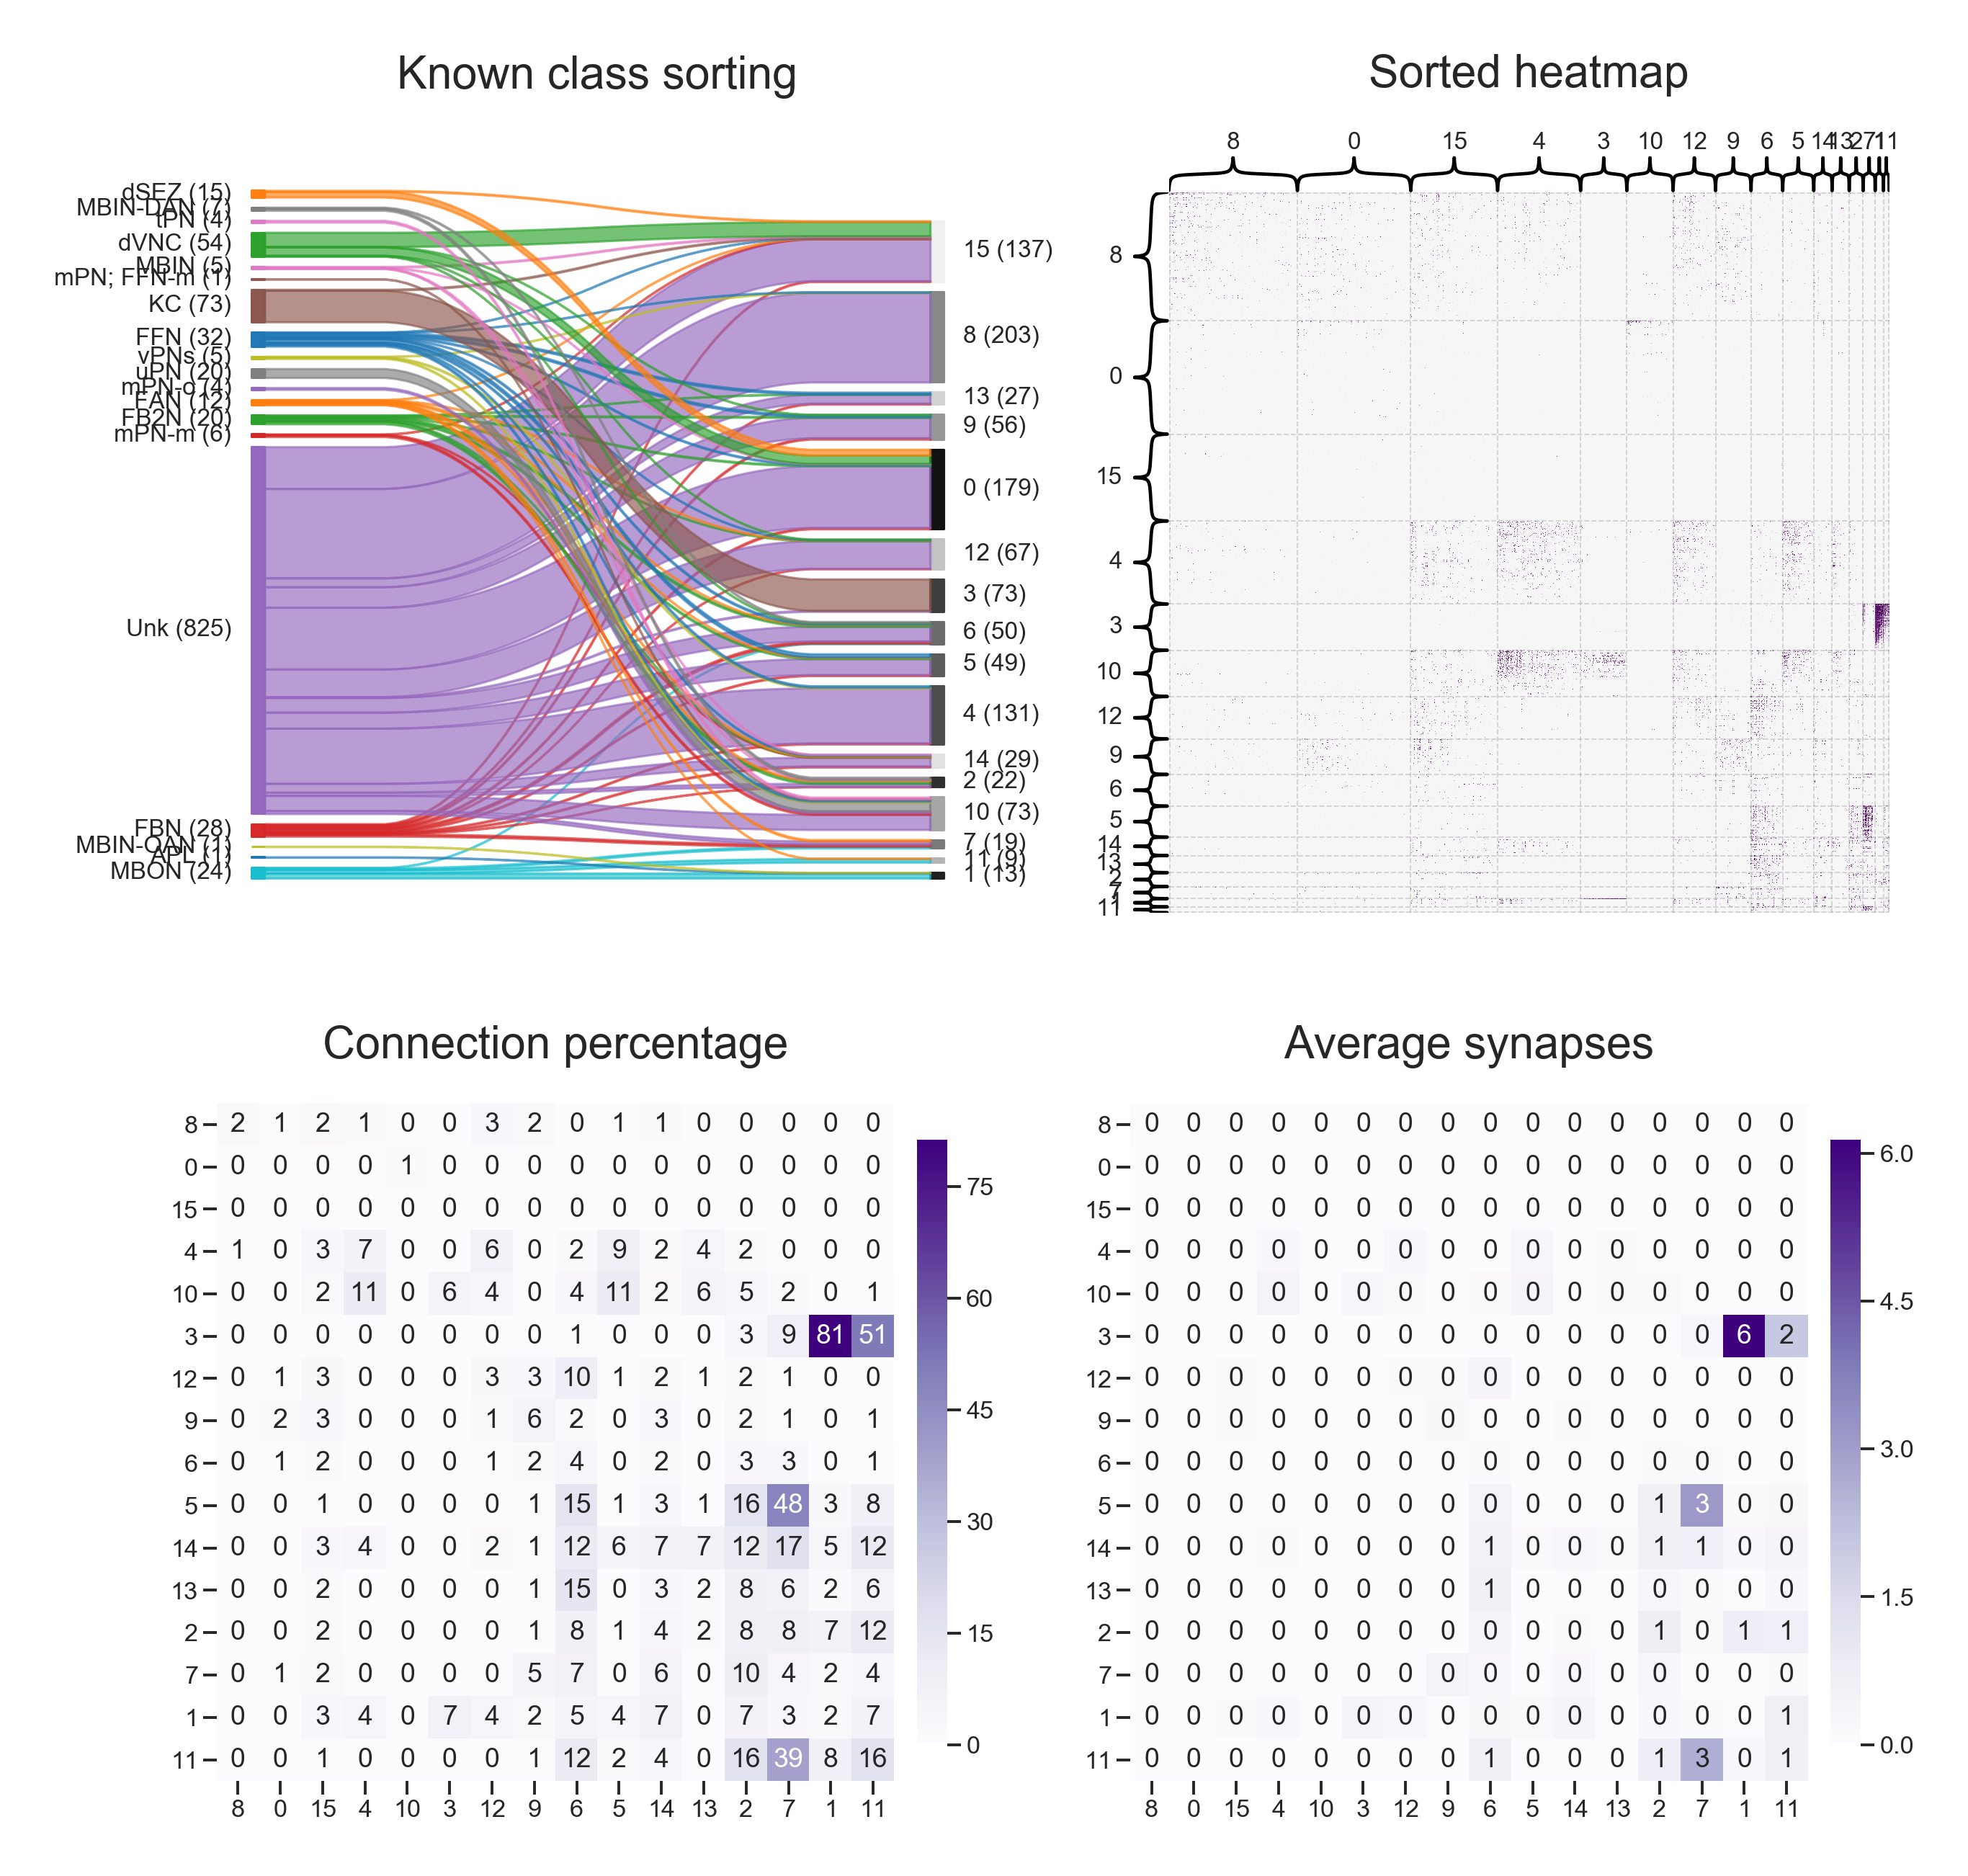 Known class sorting
dSEZ (15)
MBIN-DAN (7)
tPN (4)
dVNC (54)
MBIN (5)
mPN; FFN-m (1)
KC (73)
FFN (32)
vPNs (5)
uPN (20)
mPN-o (4)
FAN (12)
FB2N (20)
mPN-m (6)
Unk (825)
FBN (28)
MBIN-OAN (1)
APL (1)
MBON (24)
15 (137)
8 (203)
13 (27)
9 (56)
0 (179)
12 (67)
3 (73)
6 (50)
5 (49)
4 (131)
14 (29)
2 (22)
10 (73)
7 (19)
11 (9)
1 (13)
Sorted heatmap
8 0 15 4 3 10 12 9 6 5 14 13 2 7 1 11
8
0
15
4
3
10
12
9
6
5
14
13
2
7
1
11
Connection percentage
8 2 1 2 1 0 0 3 2 0 1 1 0 0 0 0 0
0 0 0 0 0 1 0 0 0 0 0 0 0 0 0 0 0
15 0 0 0 0 0 0 0 0 0 0 0 0 0 0 0 0
4 1 0 3 7 0 0 6 0 2 9 2 4 2 0 0 0
10 0 0 2 11 0 6 4 0 4 11 2 6 5 2 0 1
3 0 0 0 0 0 0 0 0 1 0 0 0 3 9 81 51
12 0 1 3 0 0 0 3 3 10 1 2 1 2 1 0 0
9 0 2 3 0 0 0 1 6 2 0 3 0 2 1 0 1
6 0 1 2 0 0 0 1 2 4 0 2 0 3 3 0 1
5 0 0 1 0 0 0 0 1 15 1 3 1 16 48 3 8
14 0 0 3 4 0 0 2 1 12 6 7 7 12 17 5 12
13 0 0 2 0 0 0 0 1 15 0 3 2 8 6 2 6
2 0 0 2 0 0 0 0 1 8 1 4 2 8 8 7 12
7 0 1 2 0 0 0 0 5 7 0 6 0 10 4 2 4
1 0 0 3 4 0 7 4 2 5 4 7 0 7 3 2 7
11 0 0 1 0 0 0 0 1 12 2 4 0 16 39 8 16
8 0 15 4 10 3 12 9 6 5 14 13 2 7 1 11
75
60
45
30
15
0
Average synapses
8 0 0 0 0 0 0 0 0 0 0 0 0 0 0 0 0
0 0 0 0 0 0 0 0 0 0 0 0 0 0 0 0 0
15 0 0 0 0 0 0 0 0 0 0 0 0 0 0 0 0
4 0 0 0 0 0 0 0 0 0 0 0 0 0 0 0 0
10 0 0 0 0 0 0 0 0 0 0 0 0 0 0 0 0
3 0 0 0 0 0 0 0 0 0 0 0 0 0 0 6 2
12 0 0 0 0 0 0 0 0 0 0 0 0 0 0 0 0
9 0 0 0 0 0 0 0 0 0 0 0 0 0 0 0 0
6 0 0 0 0 0 0 0 0 0 0 0 0 0 0 0 0
5 0 0 0 0 0 0 0 0 0 0 0 0 1 3 0 0
14 0 0 0 0 0 0 0 0 1 0 0 0 1 1 0 0
13 0 0 0 0 0 0 0 0 1 0 0 0 0 0 0 0
2 0 0 0 0 0 0 0 0 0 0 0 0 1 0 1 1
7 0 0 0 0 0 0 0 0 0 0 0 0 0 0 0 0
1 0 0 0 0 0 0 0 0 0 0 0 0 0 0 0 1
11 0 0 0 0 0 0 0 0 1 0 0 0 1 3 0 1
8 0 15 4 10 3 12 9 6 5 14 13 2 7 1 11
6.0
4.5
3.0
1.5
0.0